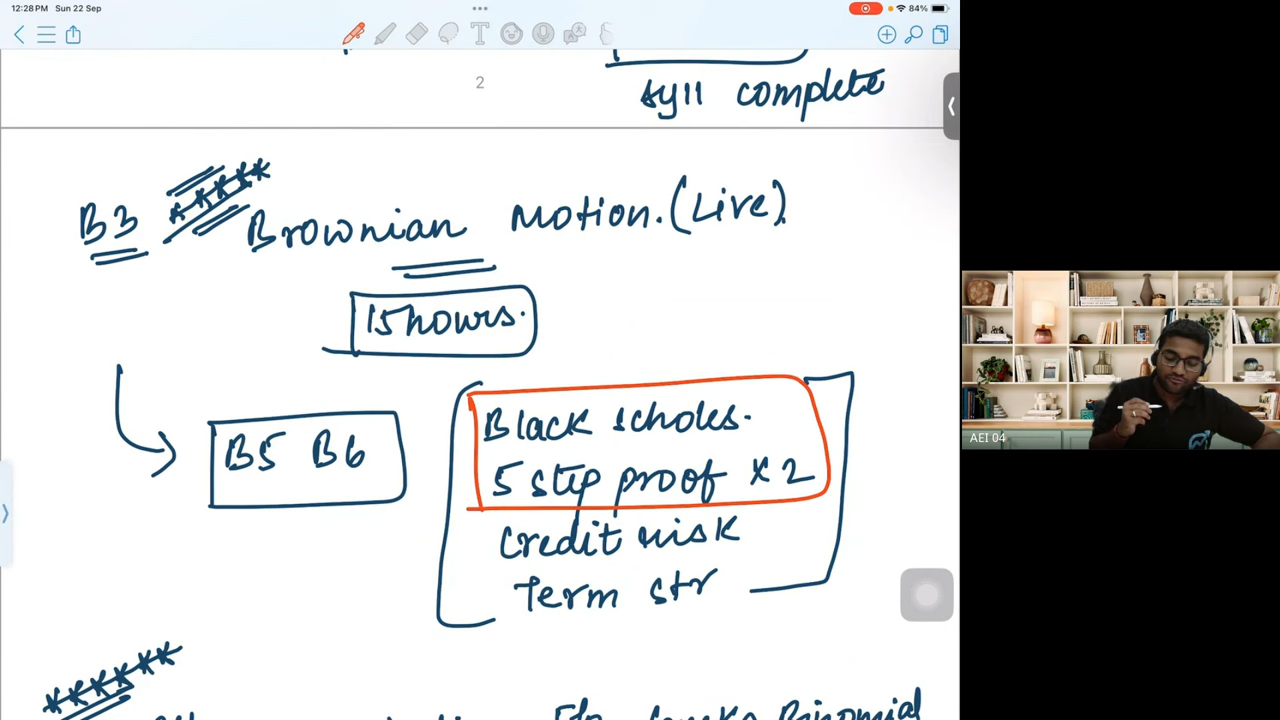 12:28 PM Sun 22 Sep
84%
2
syll complete
B3 ***** Brownian Motion. (Live).
15 hours.
B5 B6
Black scholes.
5 step proof × 2
Credit risk
Term str
******
Binomial
AEI 04